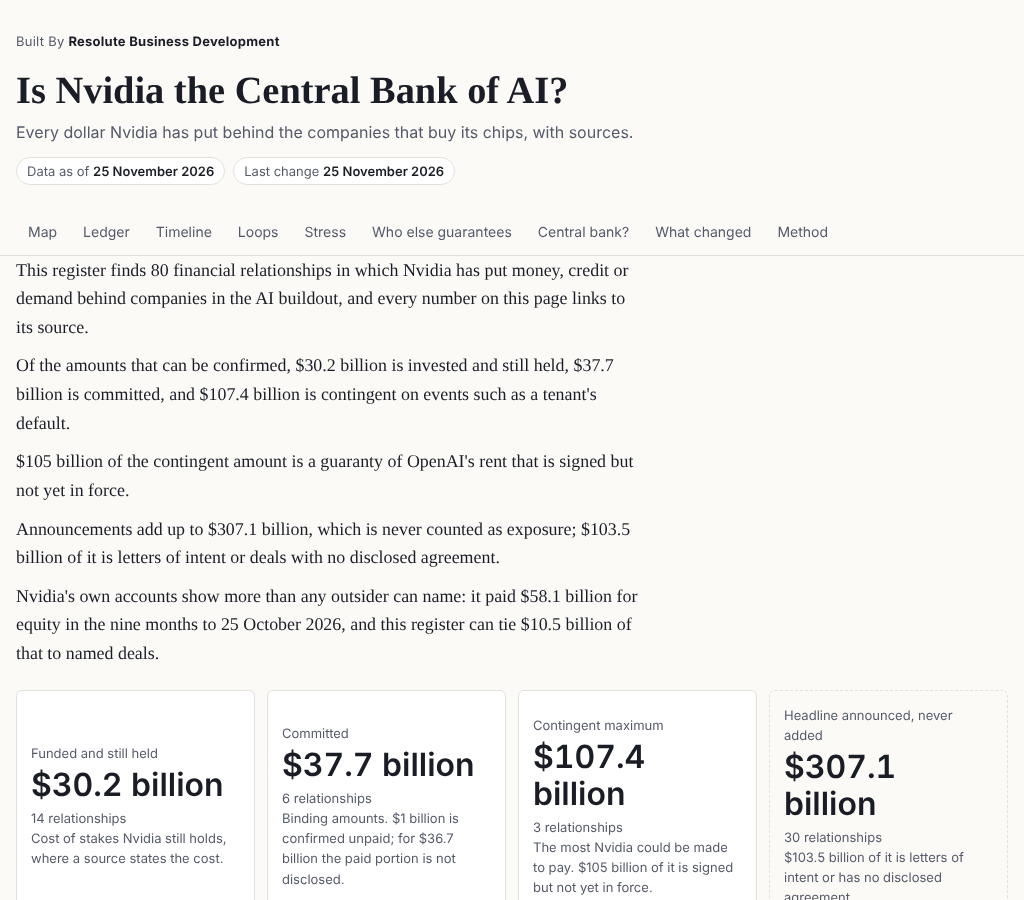 Built By Resolute Business Development
Is Nvidia the Central Bank of AI?
Every dollar Nvidia has put behind the companies that buy its chips, with sources.
Data as of 25 November 2026
Last change 25 November 2026
Map Ledger Timeline Loops Stress Who else guarantees Central bank? What changed Method
This register finds 80 financial relationships in which Nvidia has put money, credit or
demand behind companies in the AI buildout, and every number on this page links to
its source.
Of the amounts that can be confirmed, $30.2 billion is invested and still held, $37.7
billion is committed, and $107.4 billion is contingent on events such as a tenant's
default.
$105 billion of the contingent amount is a guaranty of OpenAI's rent that is signed but
not yet in force.
Announcements add up to $307.1 billion, which is never counted as exposure; $103.5
billion of it is letters of intent or deals with no disclosed agreement.
Nvidia's own accounts show more than any outsider can name: it paid $58.1 billion for
equity in the nine months to 25 October 2026, and this register can tie $10.5 billion of
that to named deals.
Funded and still held
$30.2 billion
14 relationships
Cost of stakes Nvidia still holds,
where a source states the cost.
Committed
$37.7 billion
6 relationships
Binding amounts. $1 billion is
confirmed unpaid; for $36.7
billion the paid portion is not
disclosed.
Contingent maximum
$107.4
billion
3 relationships
The most Nvidia could be made
to pay. $105 billion of it is signed
but not yet in force.
Headline announced, never
added
$307.1
billion
30 relationships
$103.5 billion of it is letters of
intent or has no disclosed
agreement.